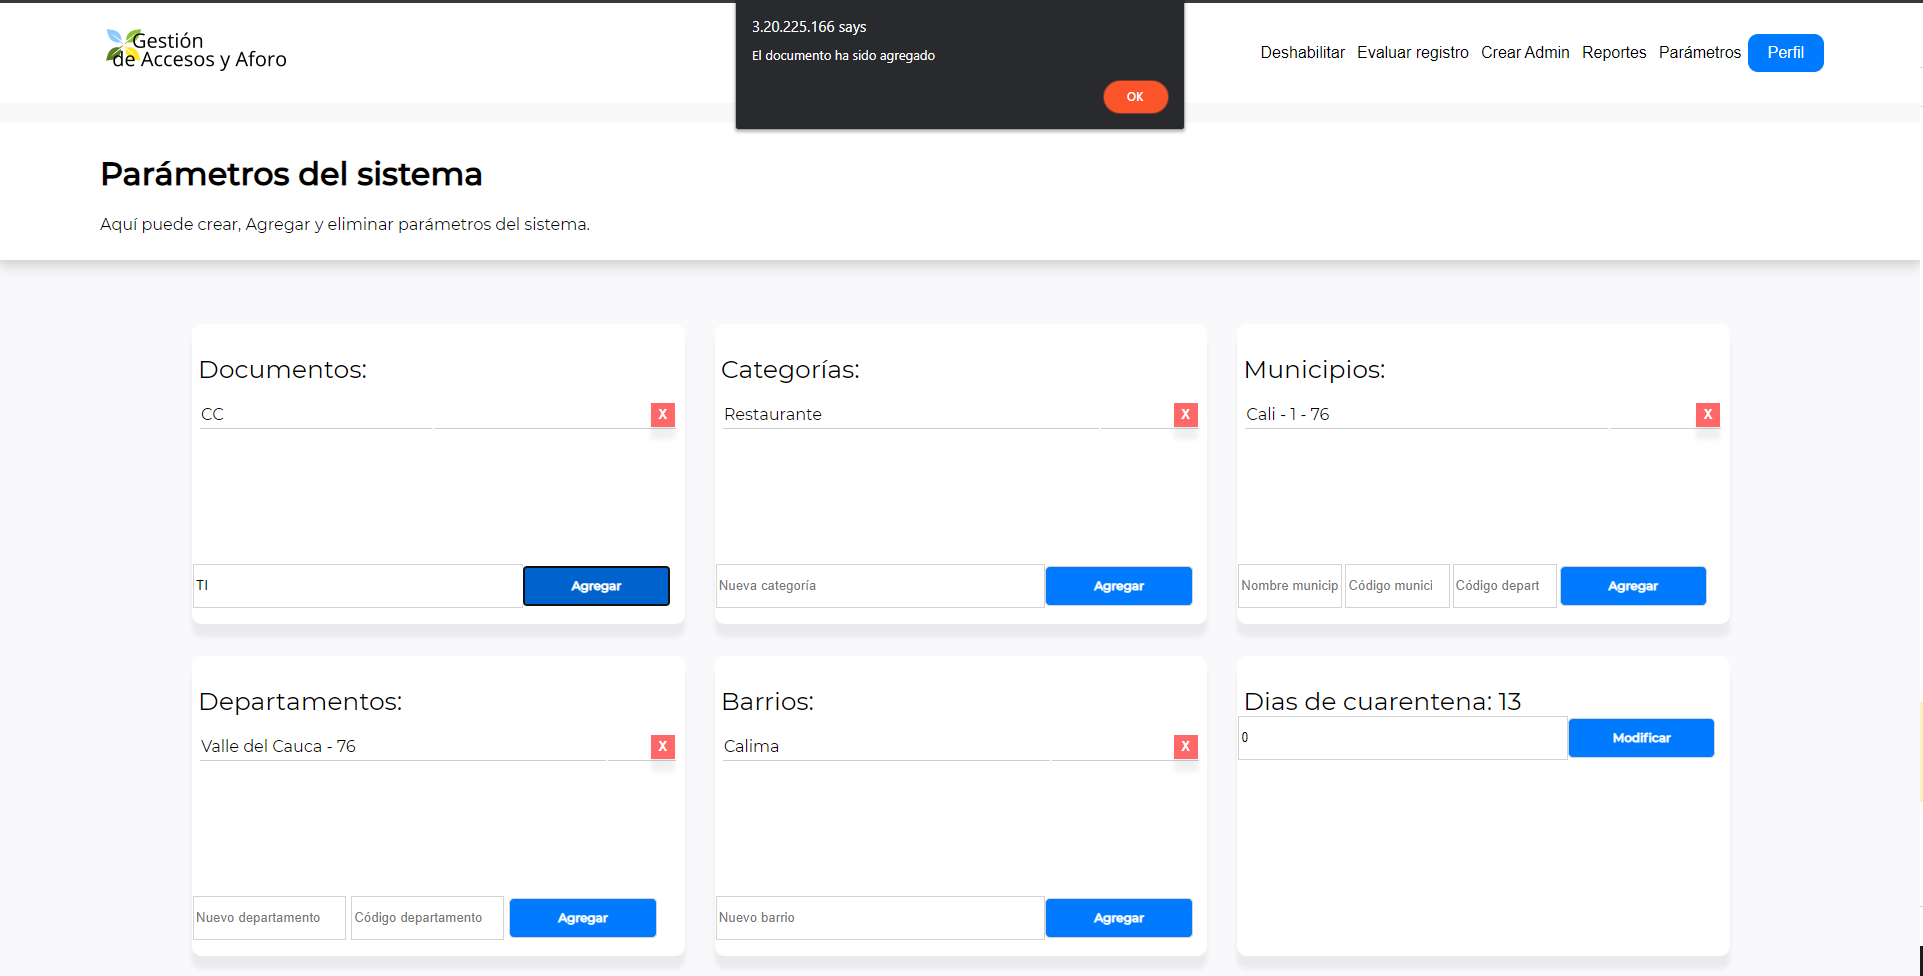 Gestión
de Accesos y Aforo
3.20.225.166 says
El documento ha sido agregado
OK
Deshabilitar Evaluar registro Crear Admin Reportes Parámetros Perfil
Parámetros del sistema
Aquí puede crear, Agregar y eliminar parámetros del sistema.
Documentos:
CC X
TI Agregar
Categorías:
Restaurante X
Nueva categoría Agregar
Municipios:
Cali - 1 - 76 X
Nombre municip Código munici Código depart Agregar
Departamentos:
Valle del Cauca - 76 X
Nuevo departamento Código departamento Agregar
Barrios:
Calima X
Nuevo barrio Agregar
Dias de cuarentena: 13
0 Modificar